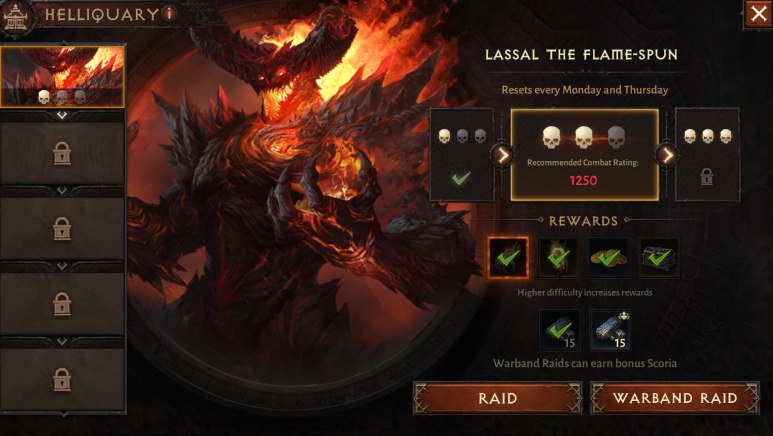 HELLIQUARY
LASSAL THE FLAME-SPUN
Resets every Monday and Thursday
Recommended Combat Rating:
1250
REWARDS
Higher difficulty increases rewards
15
15
Warband Raids can earn bonus Scoria
RAID
WARBAND RAID